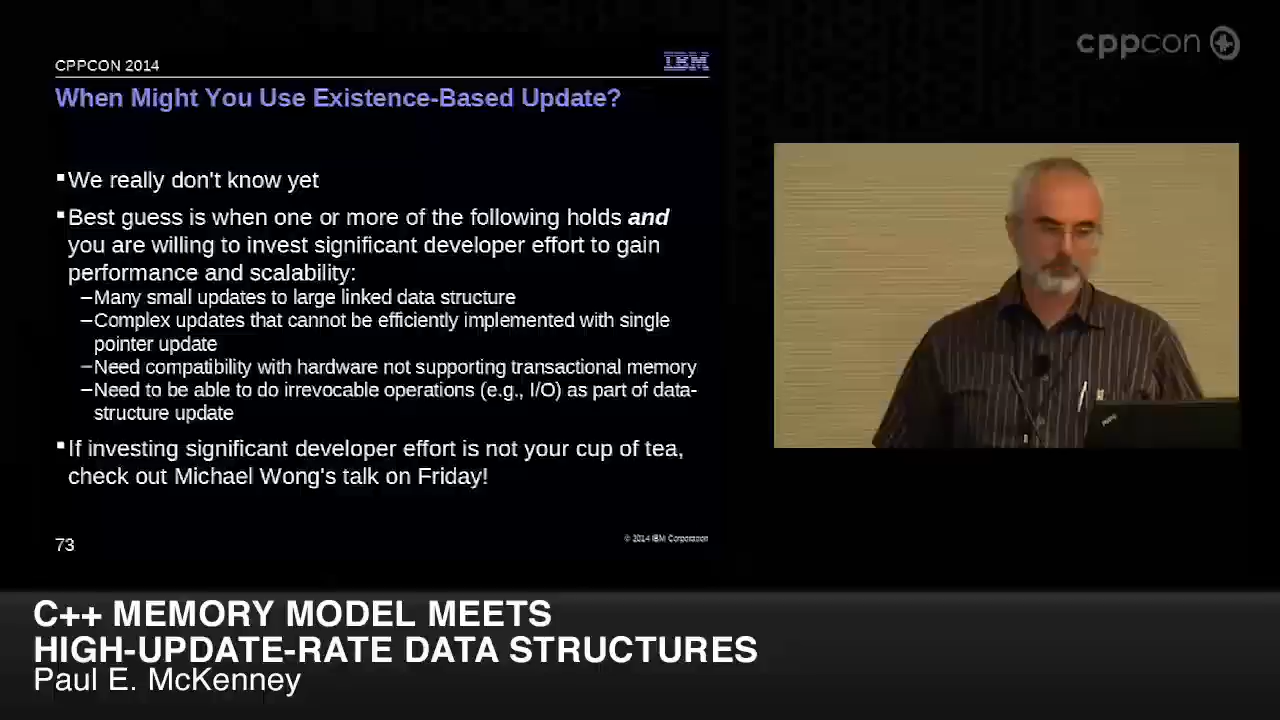 CPPCON 2014
IBM
cppcon
When Might You Use Existence-Based Update?
▪We really don't know yet
▪Best guess is when one or more of the following holds and
you are willing to invest significant developer effort to gain
performance and scalability:
–Many small updates to large linked data structure
–Complex updates that cannot be efficiently implemented with single
pointer update
–Need compatibility with hardware not supporting transactional memory
–Need to be able to do irrevocable operations (e.g., I/O) as part of data-
structure update
▪If investing significant developer effort is not your cup of tea,
check out Michael Wong's talk on Friday!
73
© 2014 IBM Corporation
C++ MEMORY MODEL MEETS
HIGH-UPDATE-RATE DATA STRUCTURES
Paul E. McKenney